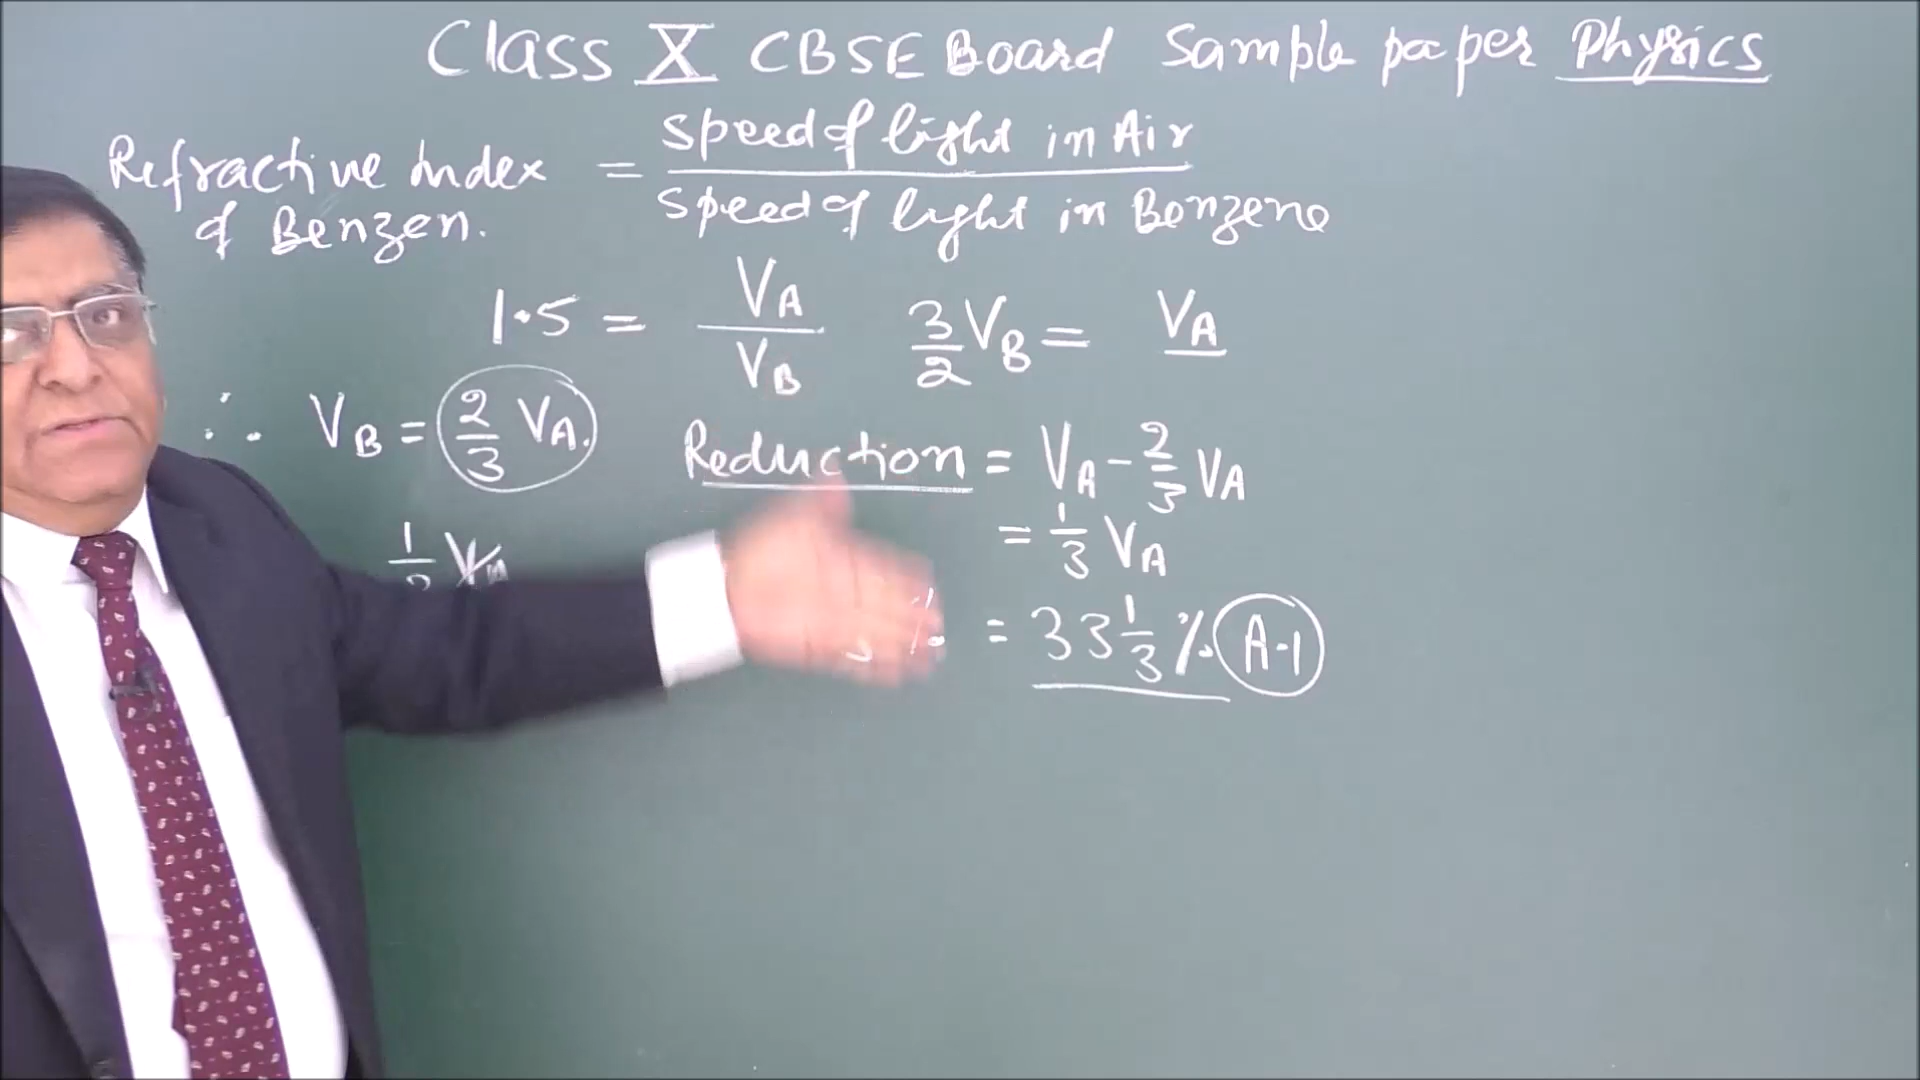 Class X CBSE Board Sample paper Physics
Refractive index of Benzen. = Speed of light in Air / Speed of light in Benzene
1.5 = VA / VB 3/2 VB = VA
∴ VB = 2/3 VA. Reduction = VA - 2/3 VA
= 1/3 VA
= 33 1/3 % A-1